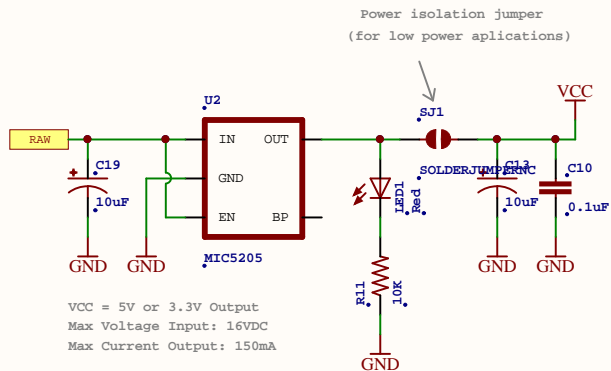 Power isolation jumper
(for low power aplications)
VCC
U2
SJ1
RAW
IN
OUT
C19
GND
SOLDERJUMPERNC
C13
C10
10uF
EN
BP
LED1
Red
10uF
0.1uF
GND
GND
MIC5205
GND
GND
R11
10K
VCC = 5V or 3.3V Output
Max Voltage Input: 16VDC
Max Current Output: 150mA
GND